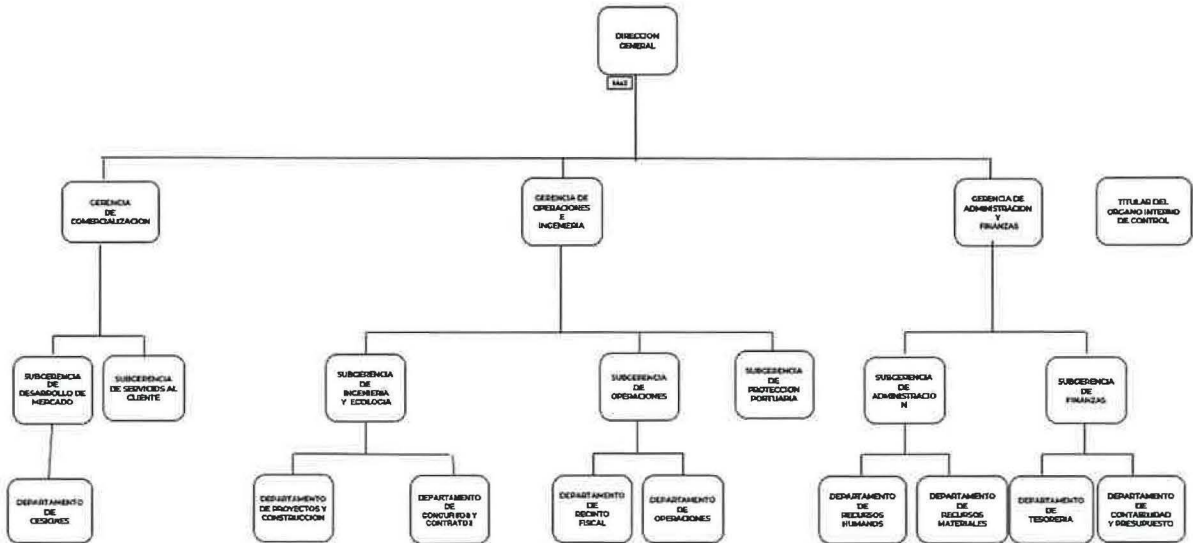 DIRECCION
GENERAL
GERENCIA
DE
COMERCIALIZACION
GERENCIA DE
OPERACIONES
E
INGENIERIA
GERENCIA DE
ADMINISTRACION
Y
FINANZAS
TITULAR DEL
ORGANO INTERNO
DE CONTROL
SUBGERENCIA
DE
DESARROLLO DE
MERCADO
SUBGERENCIA
DE SERVICIOS AL
CLIENTE
SUBGERENCIA
DE
INGENIERIA
Y ECOLOGIA
SUBGERENCIA
DE
OPERACIONES
SUBGERENCIA
DE
PROTECCION
PORTUARIA
SUBGERENCIA
DE
ADMINISTRACIO
N
SUBGERENCIA
DE
FINANZAS
DEPARTAMENTO
DE
CESIONES
DEPARTAMENTO
DE PROYECTOS Y
CONSTRUCCION
DEPARTAMENTO
DE
CONCURSOS Y
CONTRATOS
DEPARTAMENTO
DE
RECINTO
FISCAL
DEPARTAMENTO
DE
OPERACIONES
DEPARTAMENTO
DE
RECURSOS
HUMANOS
DEPARTAMENTO
DE
RECURSOS
MATERIALES
DEPARTAMENTO
DE
TESORERIA
DEPARTAMENTO
DE
CONTABILIDAD
Y PRESUPUESTO